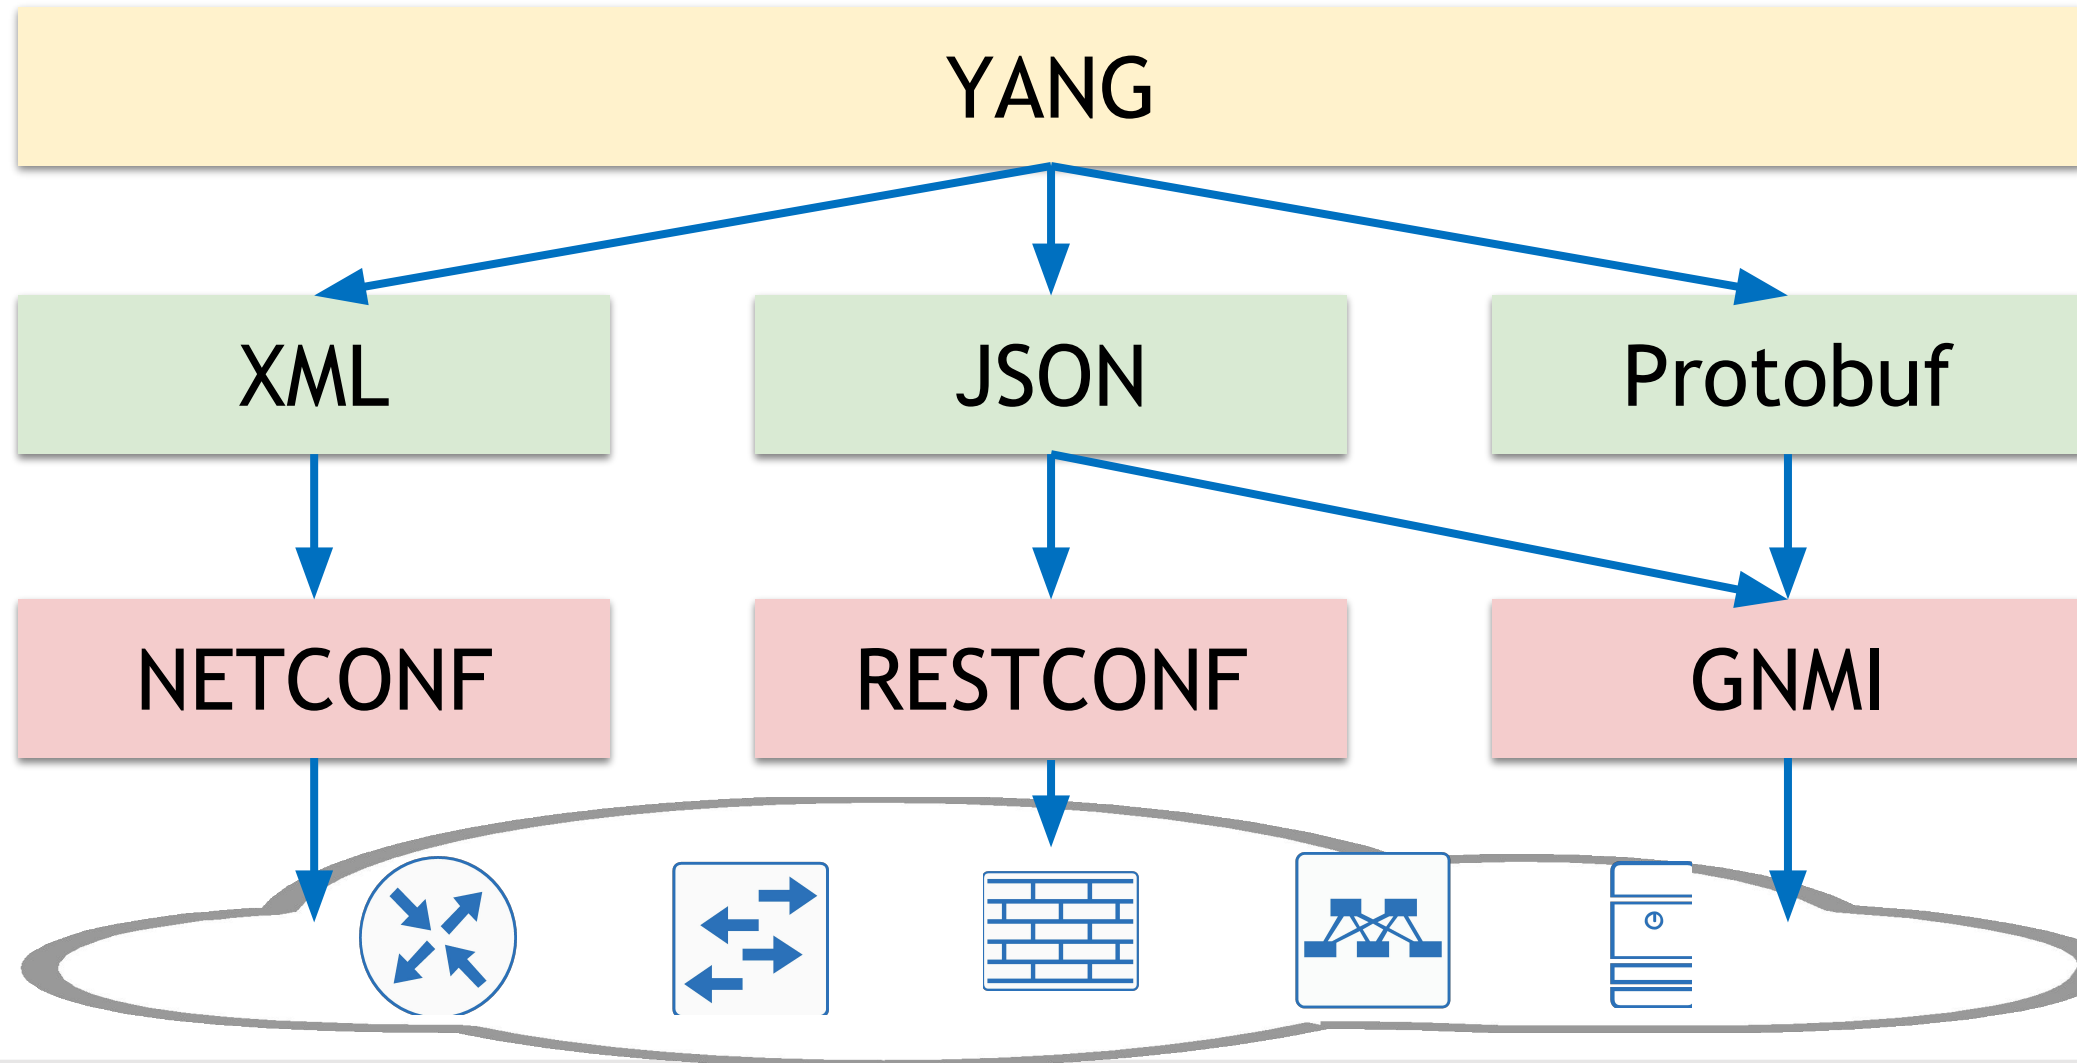 YANG
XML
JSON
Protobuf
NETCONF
RESTCONF
GNMI